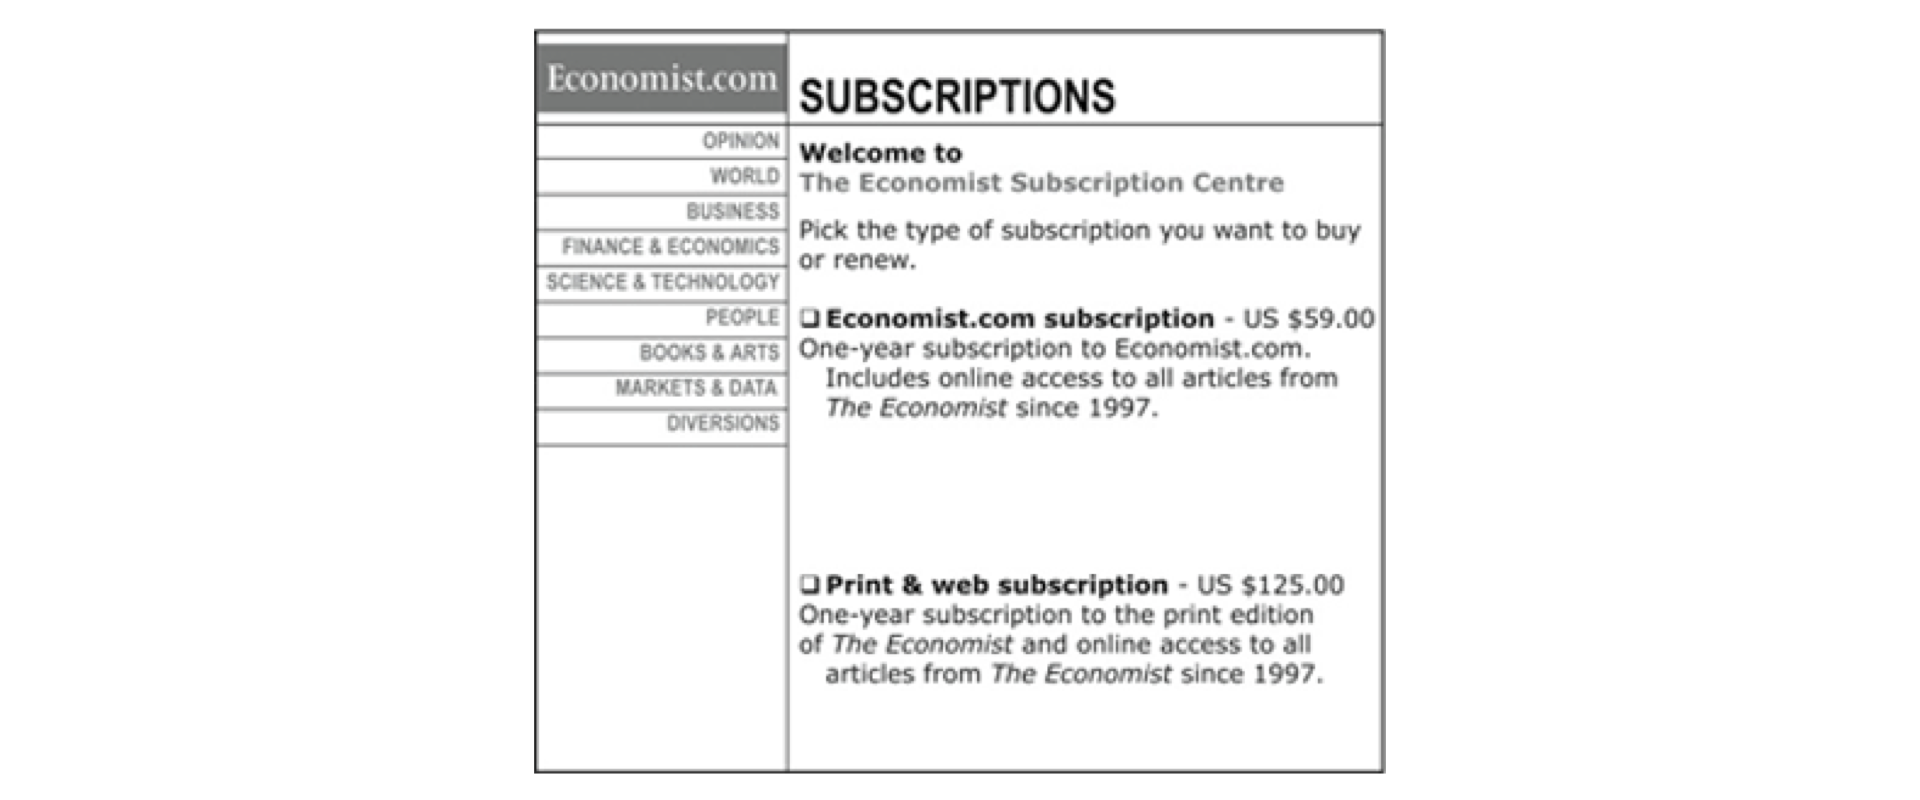 Economist.com
OPINION
WORLD
BUSINESS
FINANCE & ECONOMICS
SCIENCE & TECHNOLOGY
PEOPLE
BOOKS & ARTS
MARKETS & DATA
DIVERSIONS
SUBSCRIPTIONS
Welcome to
The Economist Subscription Centre
Pick the type of subscription you want to buy
or renew.
❑ Economist.com subscription - US $59.00
One-year subscription to Economist.com.
Includes online access to all articles from
The Economist since 1997.
❑ Print & web subscription - US $125.00
One-year subscription to the print edition
of The Economist and online access to all
articles from The Economist since 1997.